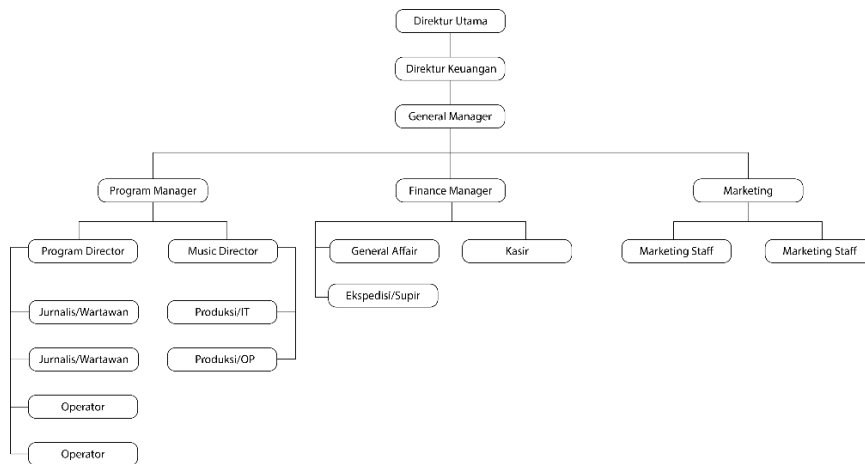 Direktur Utama
Direktur Keuangan
General Manager
Program Manager
Finance Manager
Marketing
Program Director
Music Director
General Affair
Kasir
Marketing Staff
Marketing Staff
Ekspedisi/Supir
Jurnalis/Wartawan
Produksi/IT
Jurnalis/Wartawan
Produksi/OP
Operator
Operator